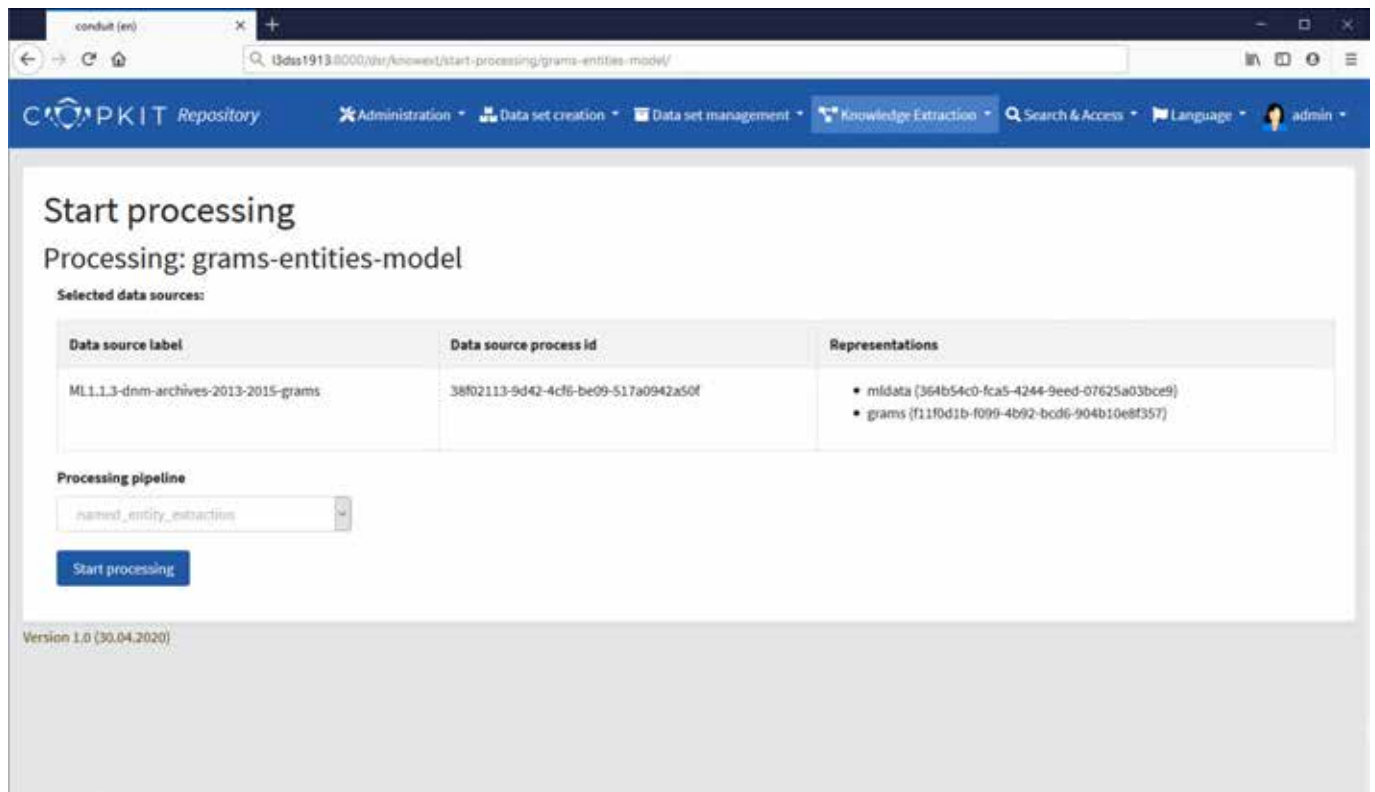 conduit (en)
l3dss1913:8000/dsr/knowext/start-processing/grams-entities-model/
COPKIT Repository
Administration
Data set creation
Data set management
Knowledge Extraction
Search & Access
Language
admin
Start processing
Processing: grams-entities-model
Selected data sources:
Data source label Data source process id Representations
ML1.1.3-dnm-archives-2013-2015-grams 38f02113-9d42-4cf6-be09-517a0942a50f • mldata (364b54c0-fca5-4244-9eed-07625a03bce9)
• grams (f11f0d1b-f099-4b92-bcd6-904b10e8f357)
Processing pipeline
named_entity_extraction
Start processing
Version 1.0 (30.04.2020)